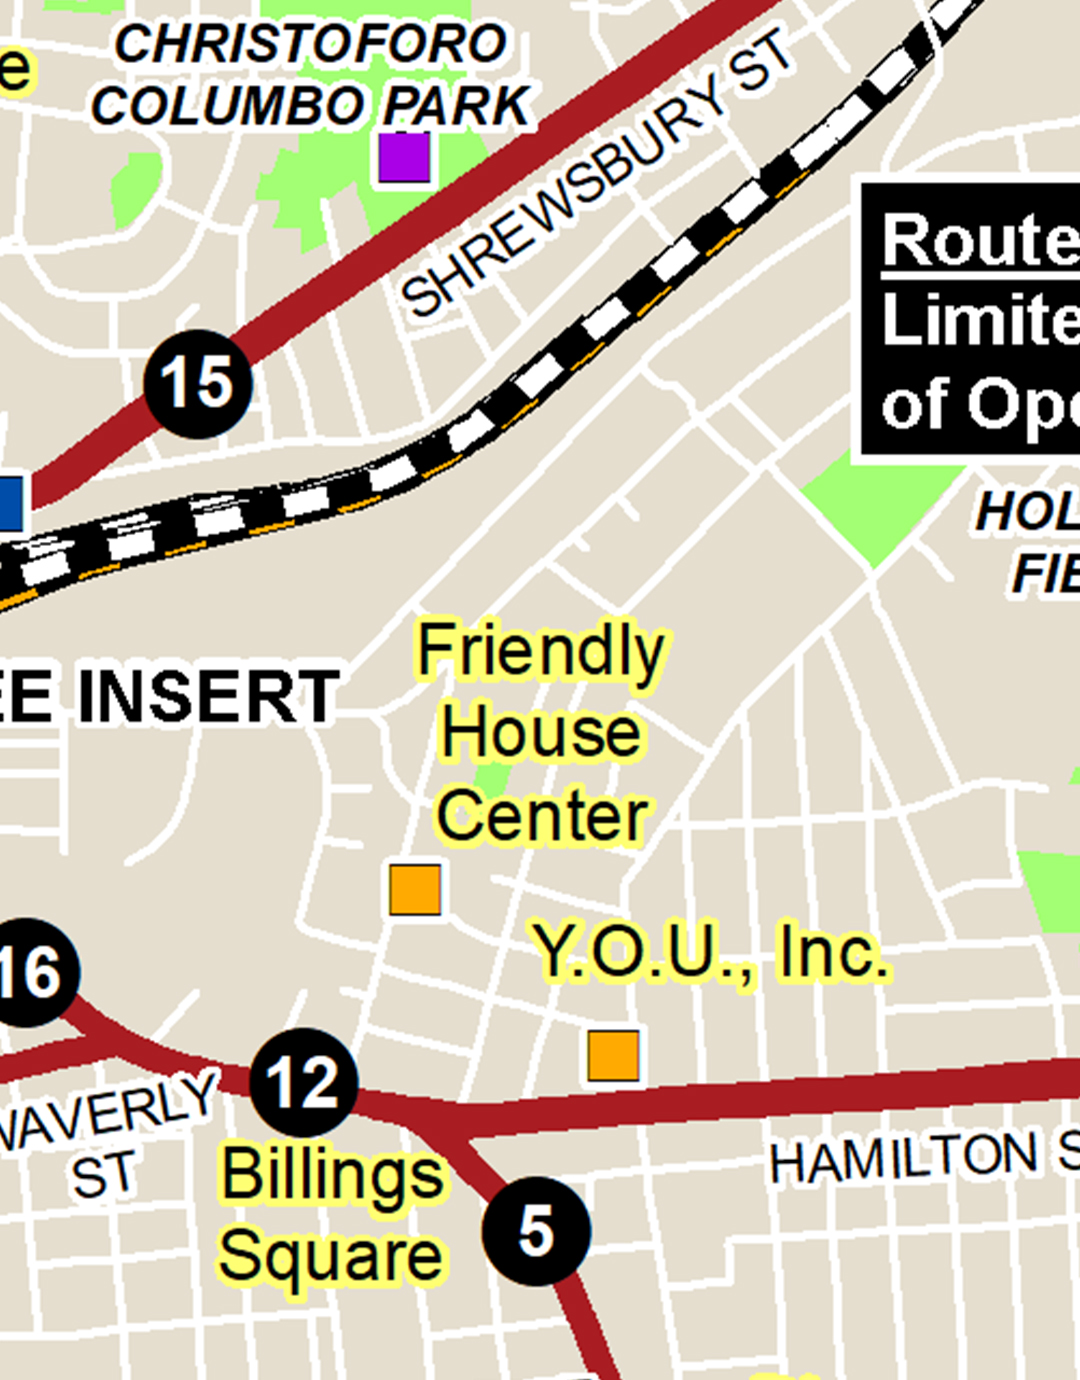 e
CHRISTOFORO
COLUMBO PARK
SHREWSBURY ST
Route
Limite
of Ope
15
HOL
FIE
EE INSERT
Friendly
House
Center
Y.O.U., Inc.
16
12
WAVERLY
ST
HAMILTON S
Billings
Square
5